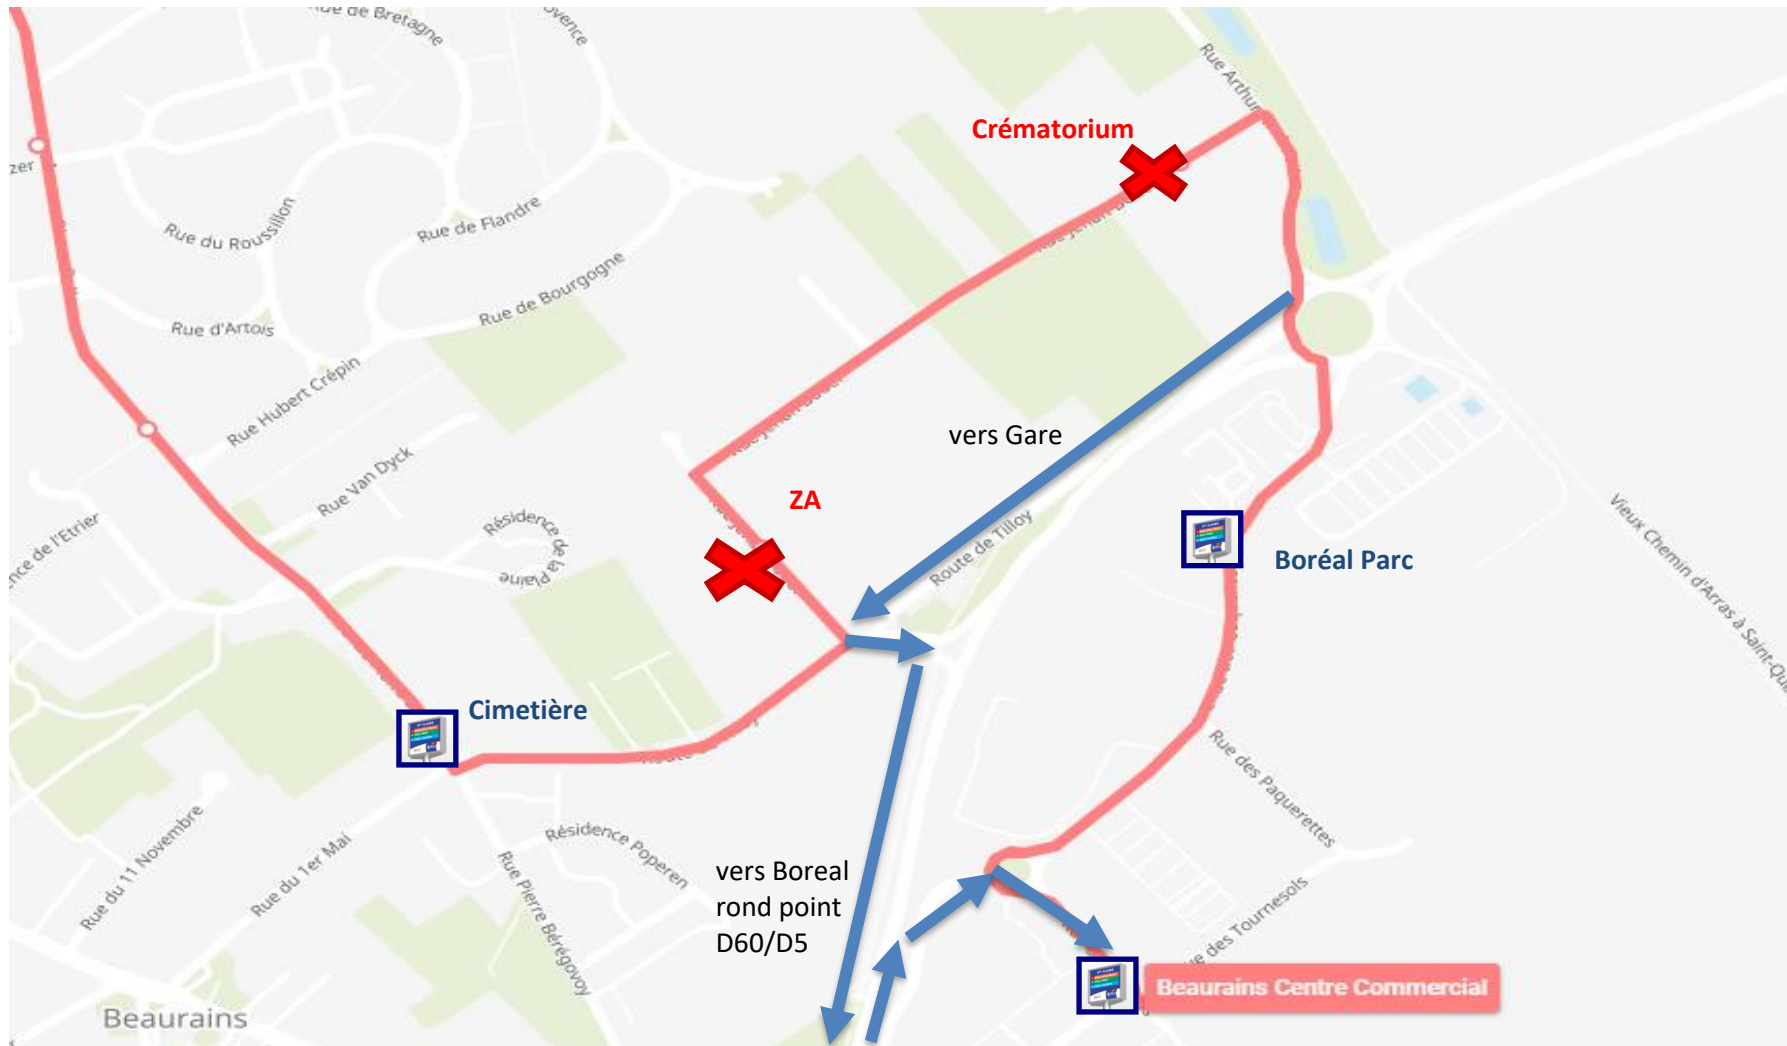 Rue de Bretagne
Rue Arthur
Crématorium
zer
Rue du Roussillon
Rue de Flandre
Rue de Bourgogne
Rue d'Artois
Rue Hubert Crépin
vers Gare
Rue Van Dyck
ZA
Résidence de
la Plaine
Route de Tilloy
Boréal Parc
Vieux Chemin d'Arras à Saint-Qu
Cimetière
Rue des Paquerettes
Résidence Poperen
Rue du 11 Novembre
Rue du 1er Mai
Rue Pierre Bérégovoy
vers Boreal
rond point
D60/D5
des Tournesols
Beaurains Centre Commercial
Beaurains